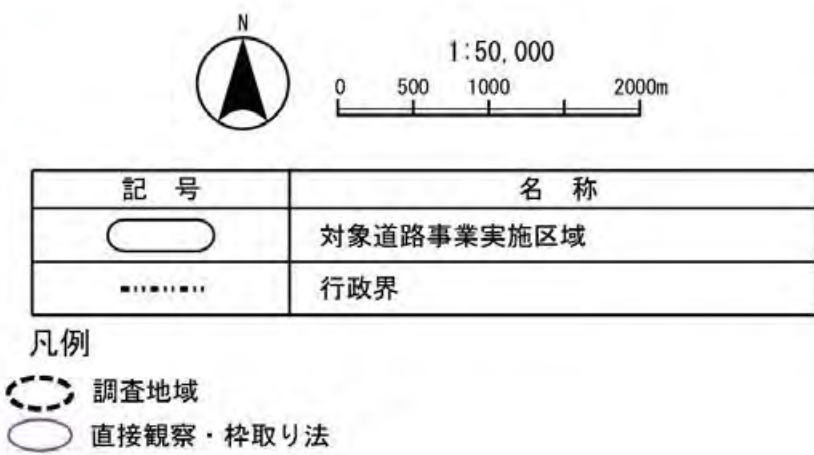 N
1:50,000
0 500 1000 2000m
記 号 名 称
対象道路事業実施区域
行政界
凡例
調査地域
直接観察・枠取り法